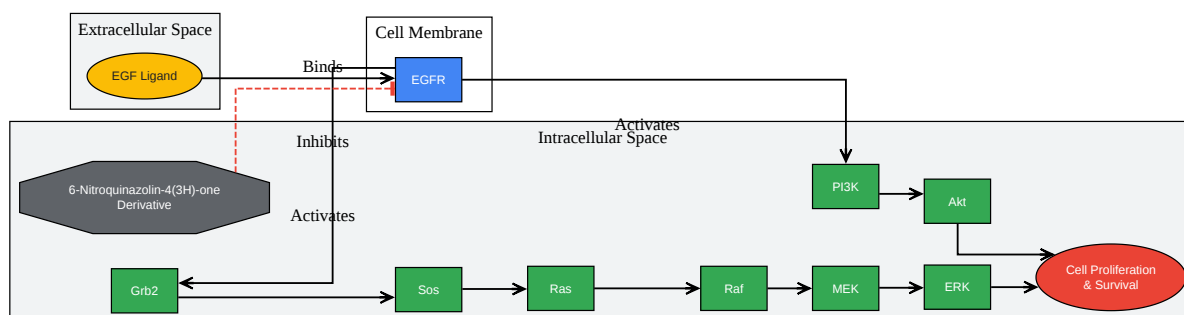 Extracellular Space
Cell Membrane
EGF Ligand
Binds
EGFR
Activates
Intracellular Space
Inhibits
6-Nitroquinazolin-4(3H)-one
Derivative
PI3K
Akt
Activates
Grb2
Sos
Ras
Raf
MEK
ERK
Cell Proliferation
& Survival